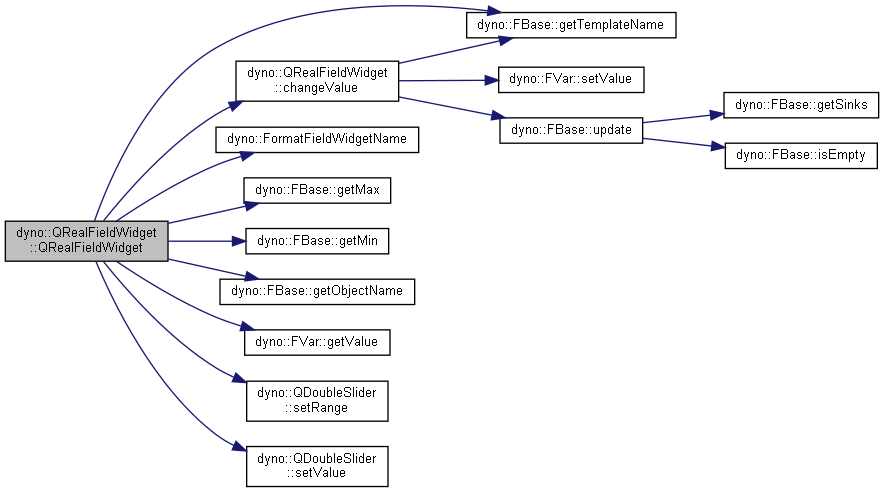 dyno::QRealFieldWidget
::QRealFieldWidget
dyno::FBase::getTemplateName
dyno::QRealFieldWidget
::changeValue
dyno::FVar::setValue
dyno::FBase::update
dyno::FBase::getSinks
dyno::FBase::isEmpty
dyno::FormatFieldWidgetName
dyno::FBase::getMax
dyno::FBase::getMin
dyno::FBase::getObjectName
dyno::FVar::getValue
dyno::QDoubleSlider
::setRange
dyno::QDoubleSlider
::setValue